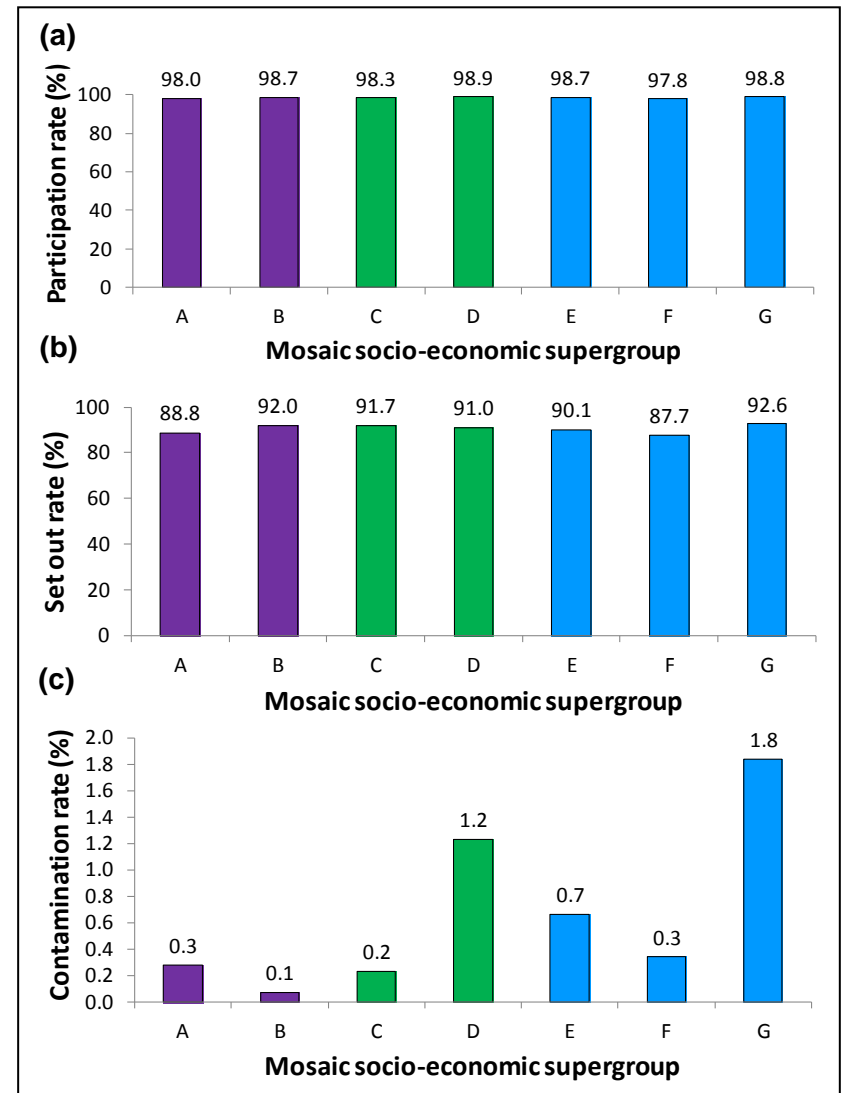 (a)
Participation rate (%)
98.0 98.7 98.3 98.9 98.7 97.8 98.8
100
80
60
40
20
0
A B C D E F G
Mosaic socio-economic supergroup
(b)
Set out rate (%)
88.8 92.0 91.7 91.0 90.1 87.7 92.6
100
80
60
40
20
0
A B C D E F G
Mosaic socio-economic supergroup
(c)
Contamination rate (%)
2.0
1.8
1.6
1.4
1.2
1.0
0.8
0.6
0.4
0.2
0.0
0.3 0.1 0.2 1.2 0.7 0.3 1.8
A B C D E F G
Mosaic socio-economic supergroup